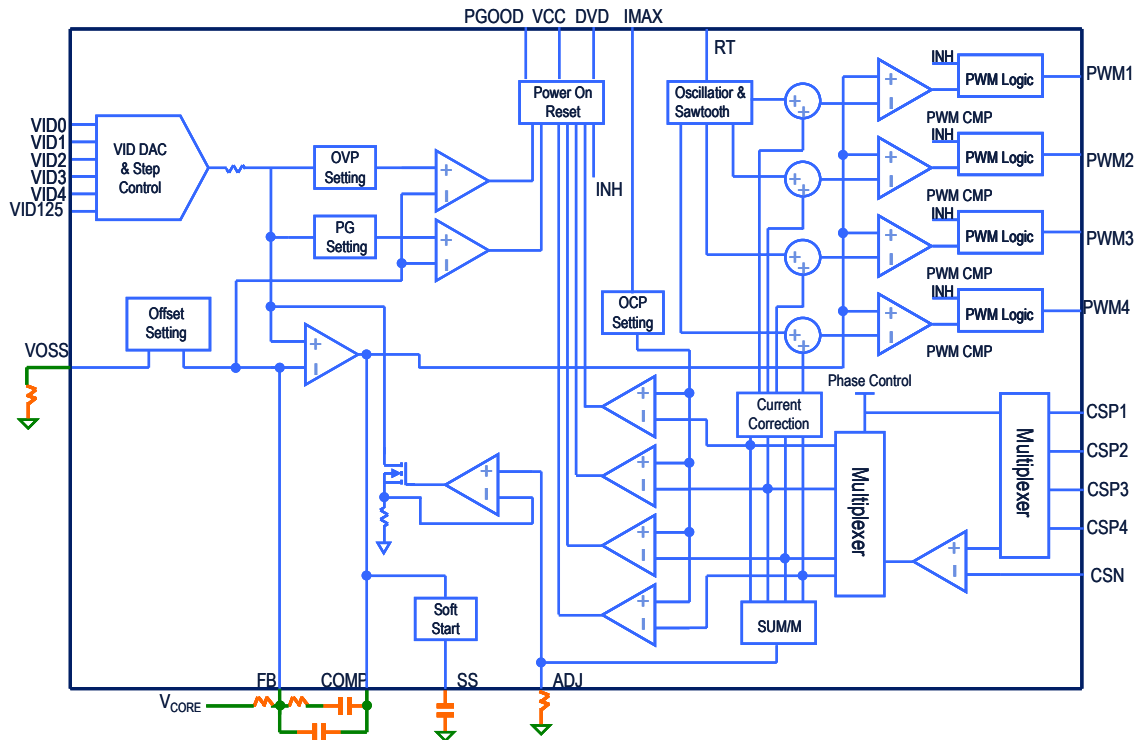 PGOOD VCC DVD IMAX
RT
INH
PWM Logic
PWM1
Power On
Reset
Oscillatior &
Sawtooth
PWM CMP
VID0
VID1
VID2
VID3
VID4
VID125
VID DAC
& Step
Control
OVP
Setting
INH
PWM Logic
PWM2
INH
PWM CMP
PG
Setting
INH
PWM Logic
PWM3
PWM CMP
Offset
Setting
OCP
Setting
INH
PWM Logic
PWM4
PWM CMP
VOSS
Phase Control
Current
Correction
Multiplexer
Multiplexer
CSP1
CSP2
CSP3
CSP4
CSN
Soft
Start
SUM/M
FB
COMP
SS
ADJ
VCORE